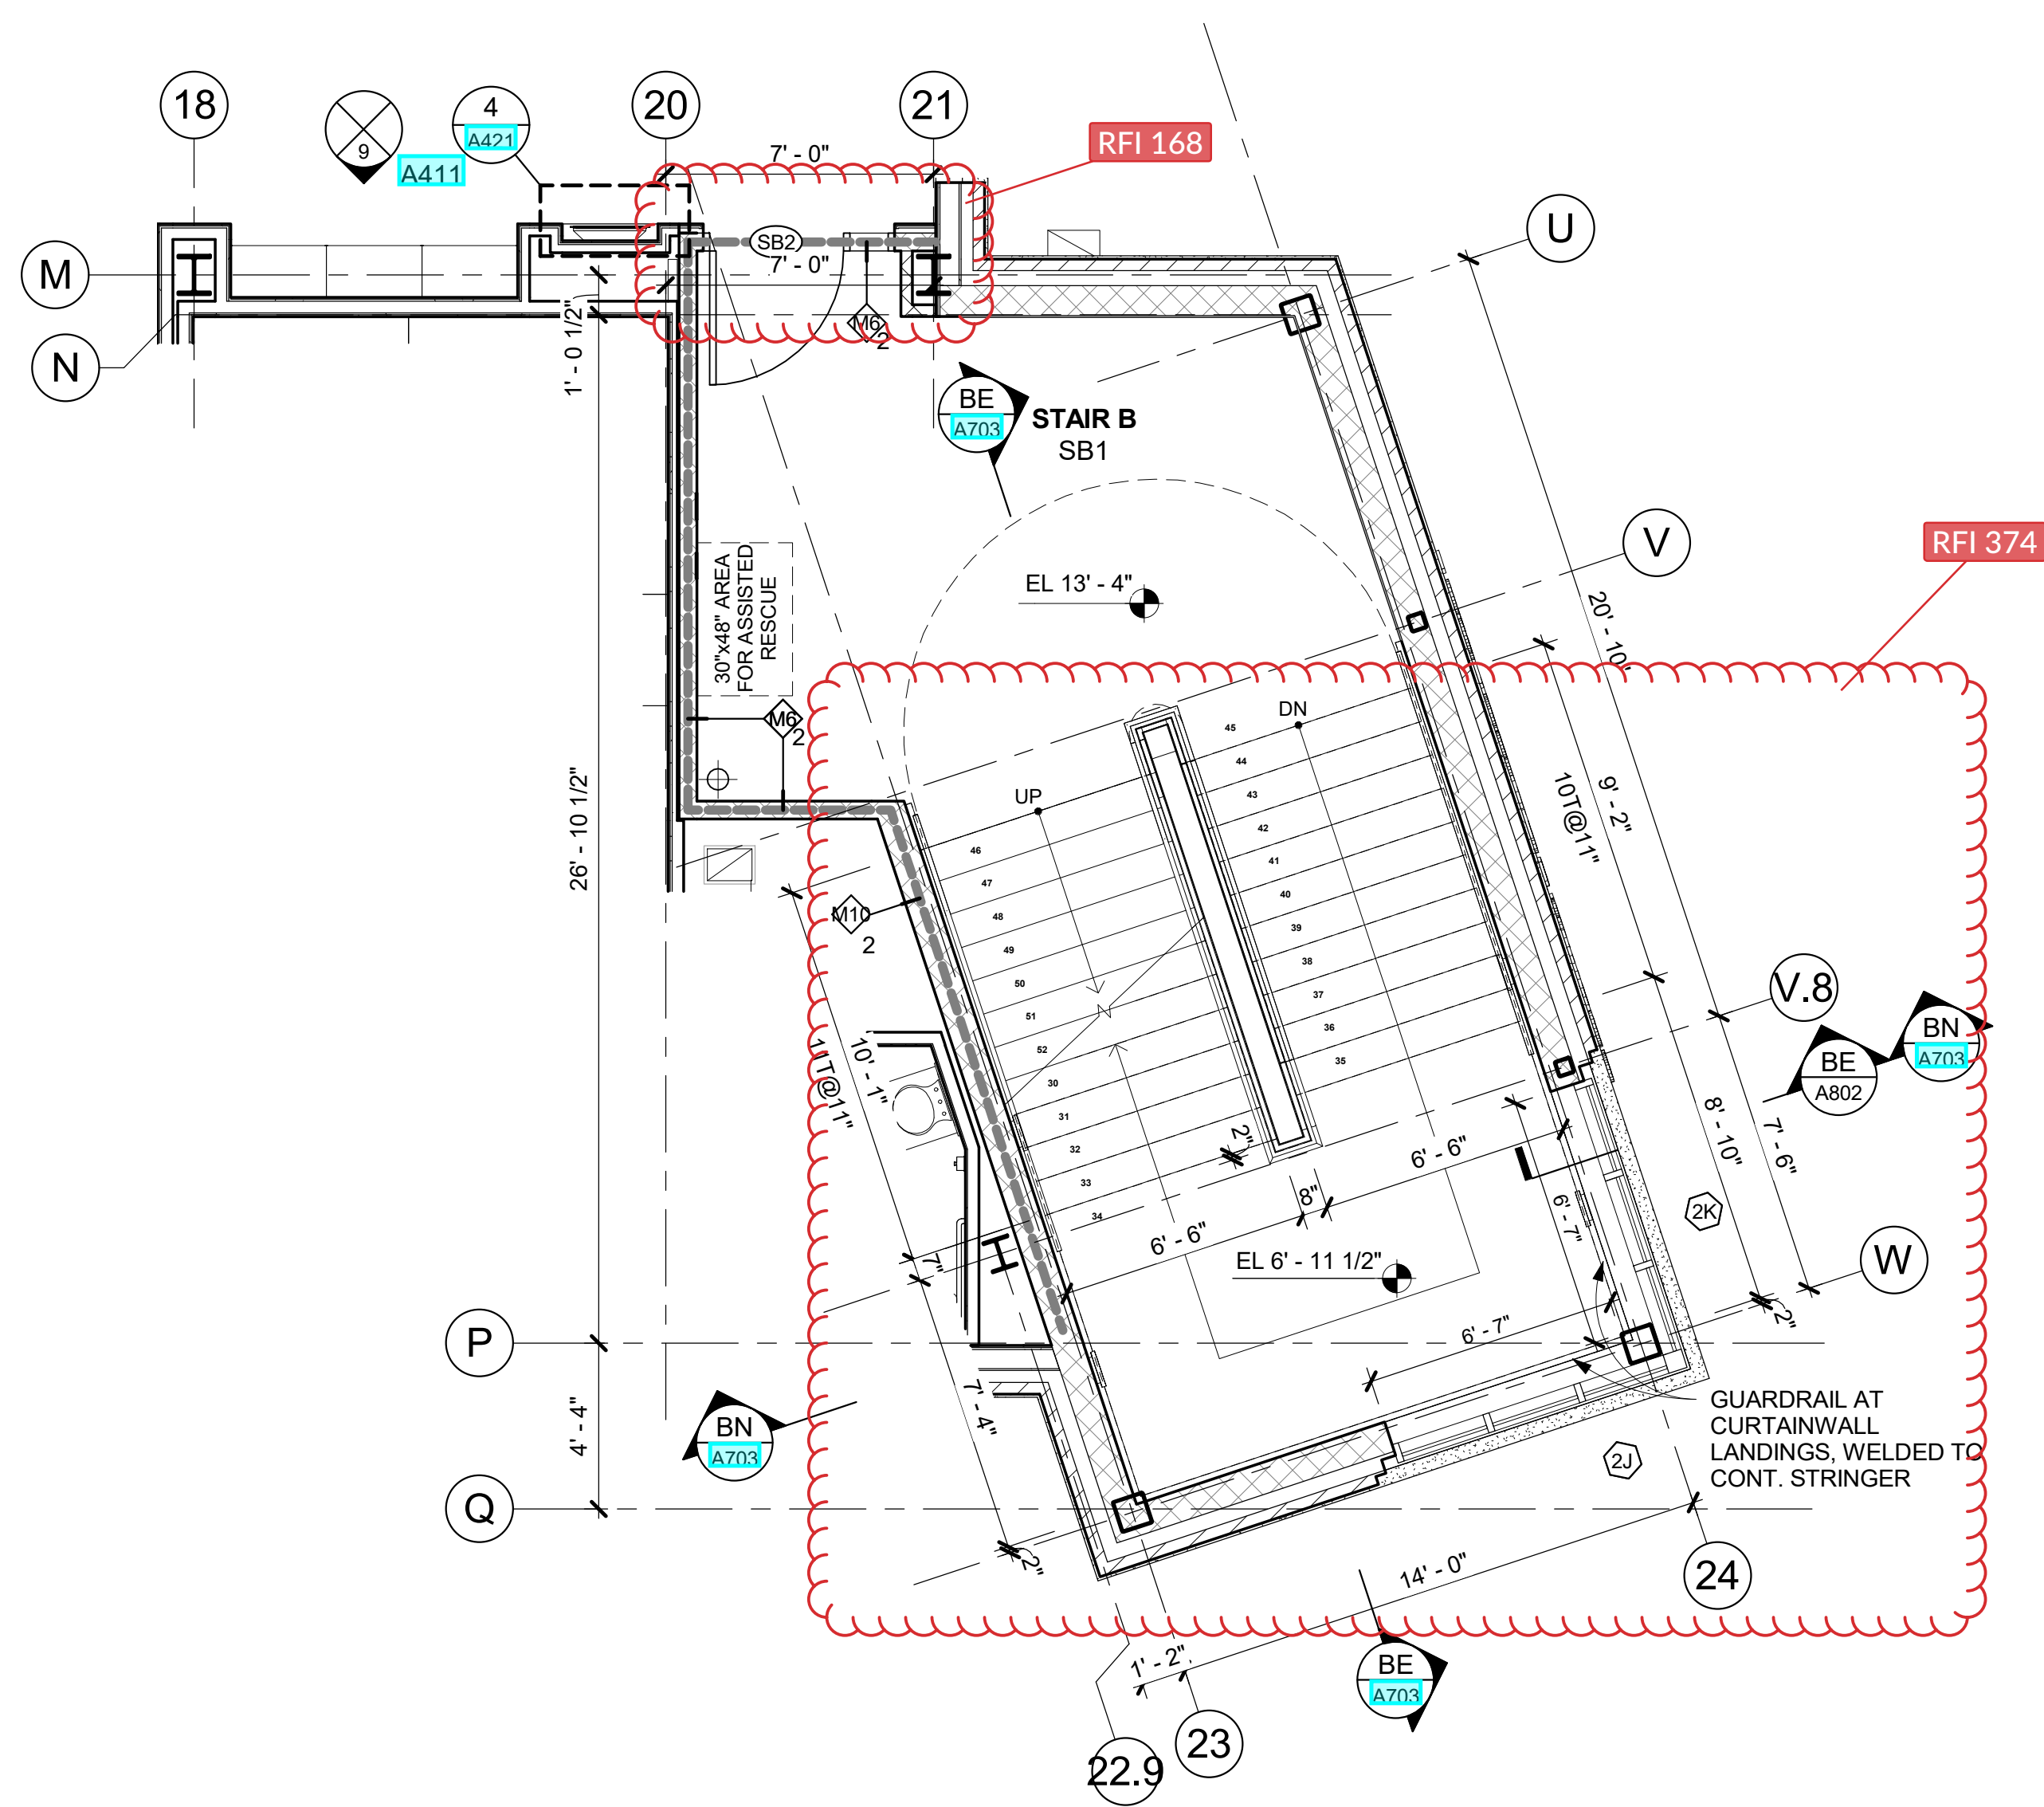 18
9
A411
4
A421
20
21
7' - 0"
RFI 168
SB2
7' - 0"
M6
2
M
N
1' - 0 1/2"
U
BE
A703
STAIR B
SB1
V
RFI 374
EL 13' - 4"
30"x48" AREA
FOR ASSISTED
RESCUE
20' - 10"
M6
2
DN
UP
45
44
43
42
41
40
39
38
37
36
35
46
47
48
49
50
51
52
30
31
32
33
34
10T@11"
9' - 2"
26' - 10 1/2"
M10
2
11T@11"
10' - 1"
V.8
BN
A703
BE
A802
8' - 10"
7' - 6"
2"
6' - 6"
8"
6' - 6"
6' - 7"
2K
EL 6' - 11 1/2"
7"
W
2"
6' - 7"
P
7' - 4"
BN
A703
4' - 4"
Q
GUARDRAIL AT
CURTAINWALL
LANDINGS, WELDED TO
CONT. STRINGER
2J
2"
14' - 0"
24
1' - 2"
BE
A703
23
22.9